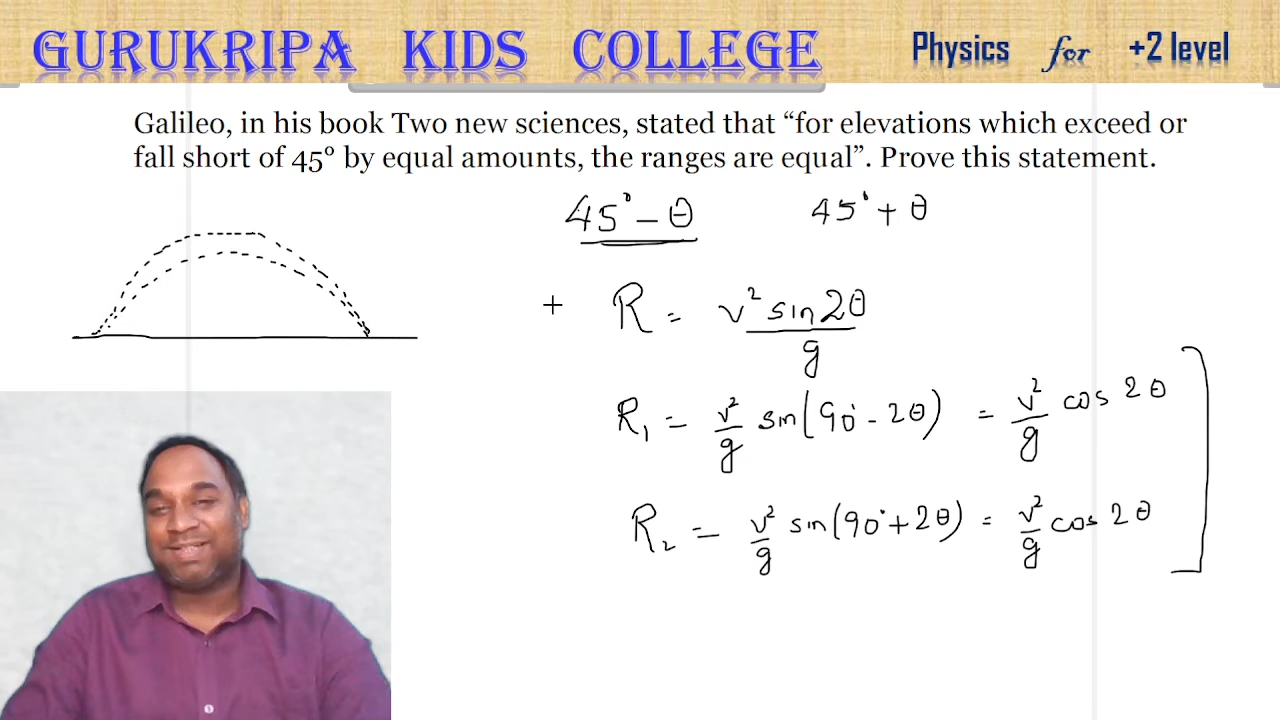 GURUKRIPA KIDS COLLEGE Physics for +2 level
Galileo, in his book Two new sciences, stated that “for elevations which exceed or
fall short of 45° by equal amounts, the ranges are equal”. Prove this statement.
45° - θ 45° + θ
+ R = v² sin 2θ / g
R₁ = v²/g sin(90° - 2θ) = v²/g cos 2θ
R₂ = v²/g sin(90° + 2θ) = v²/g cos 2θ